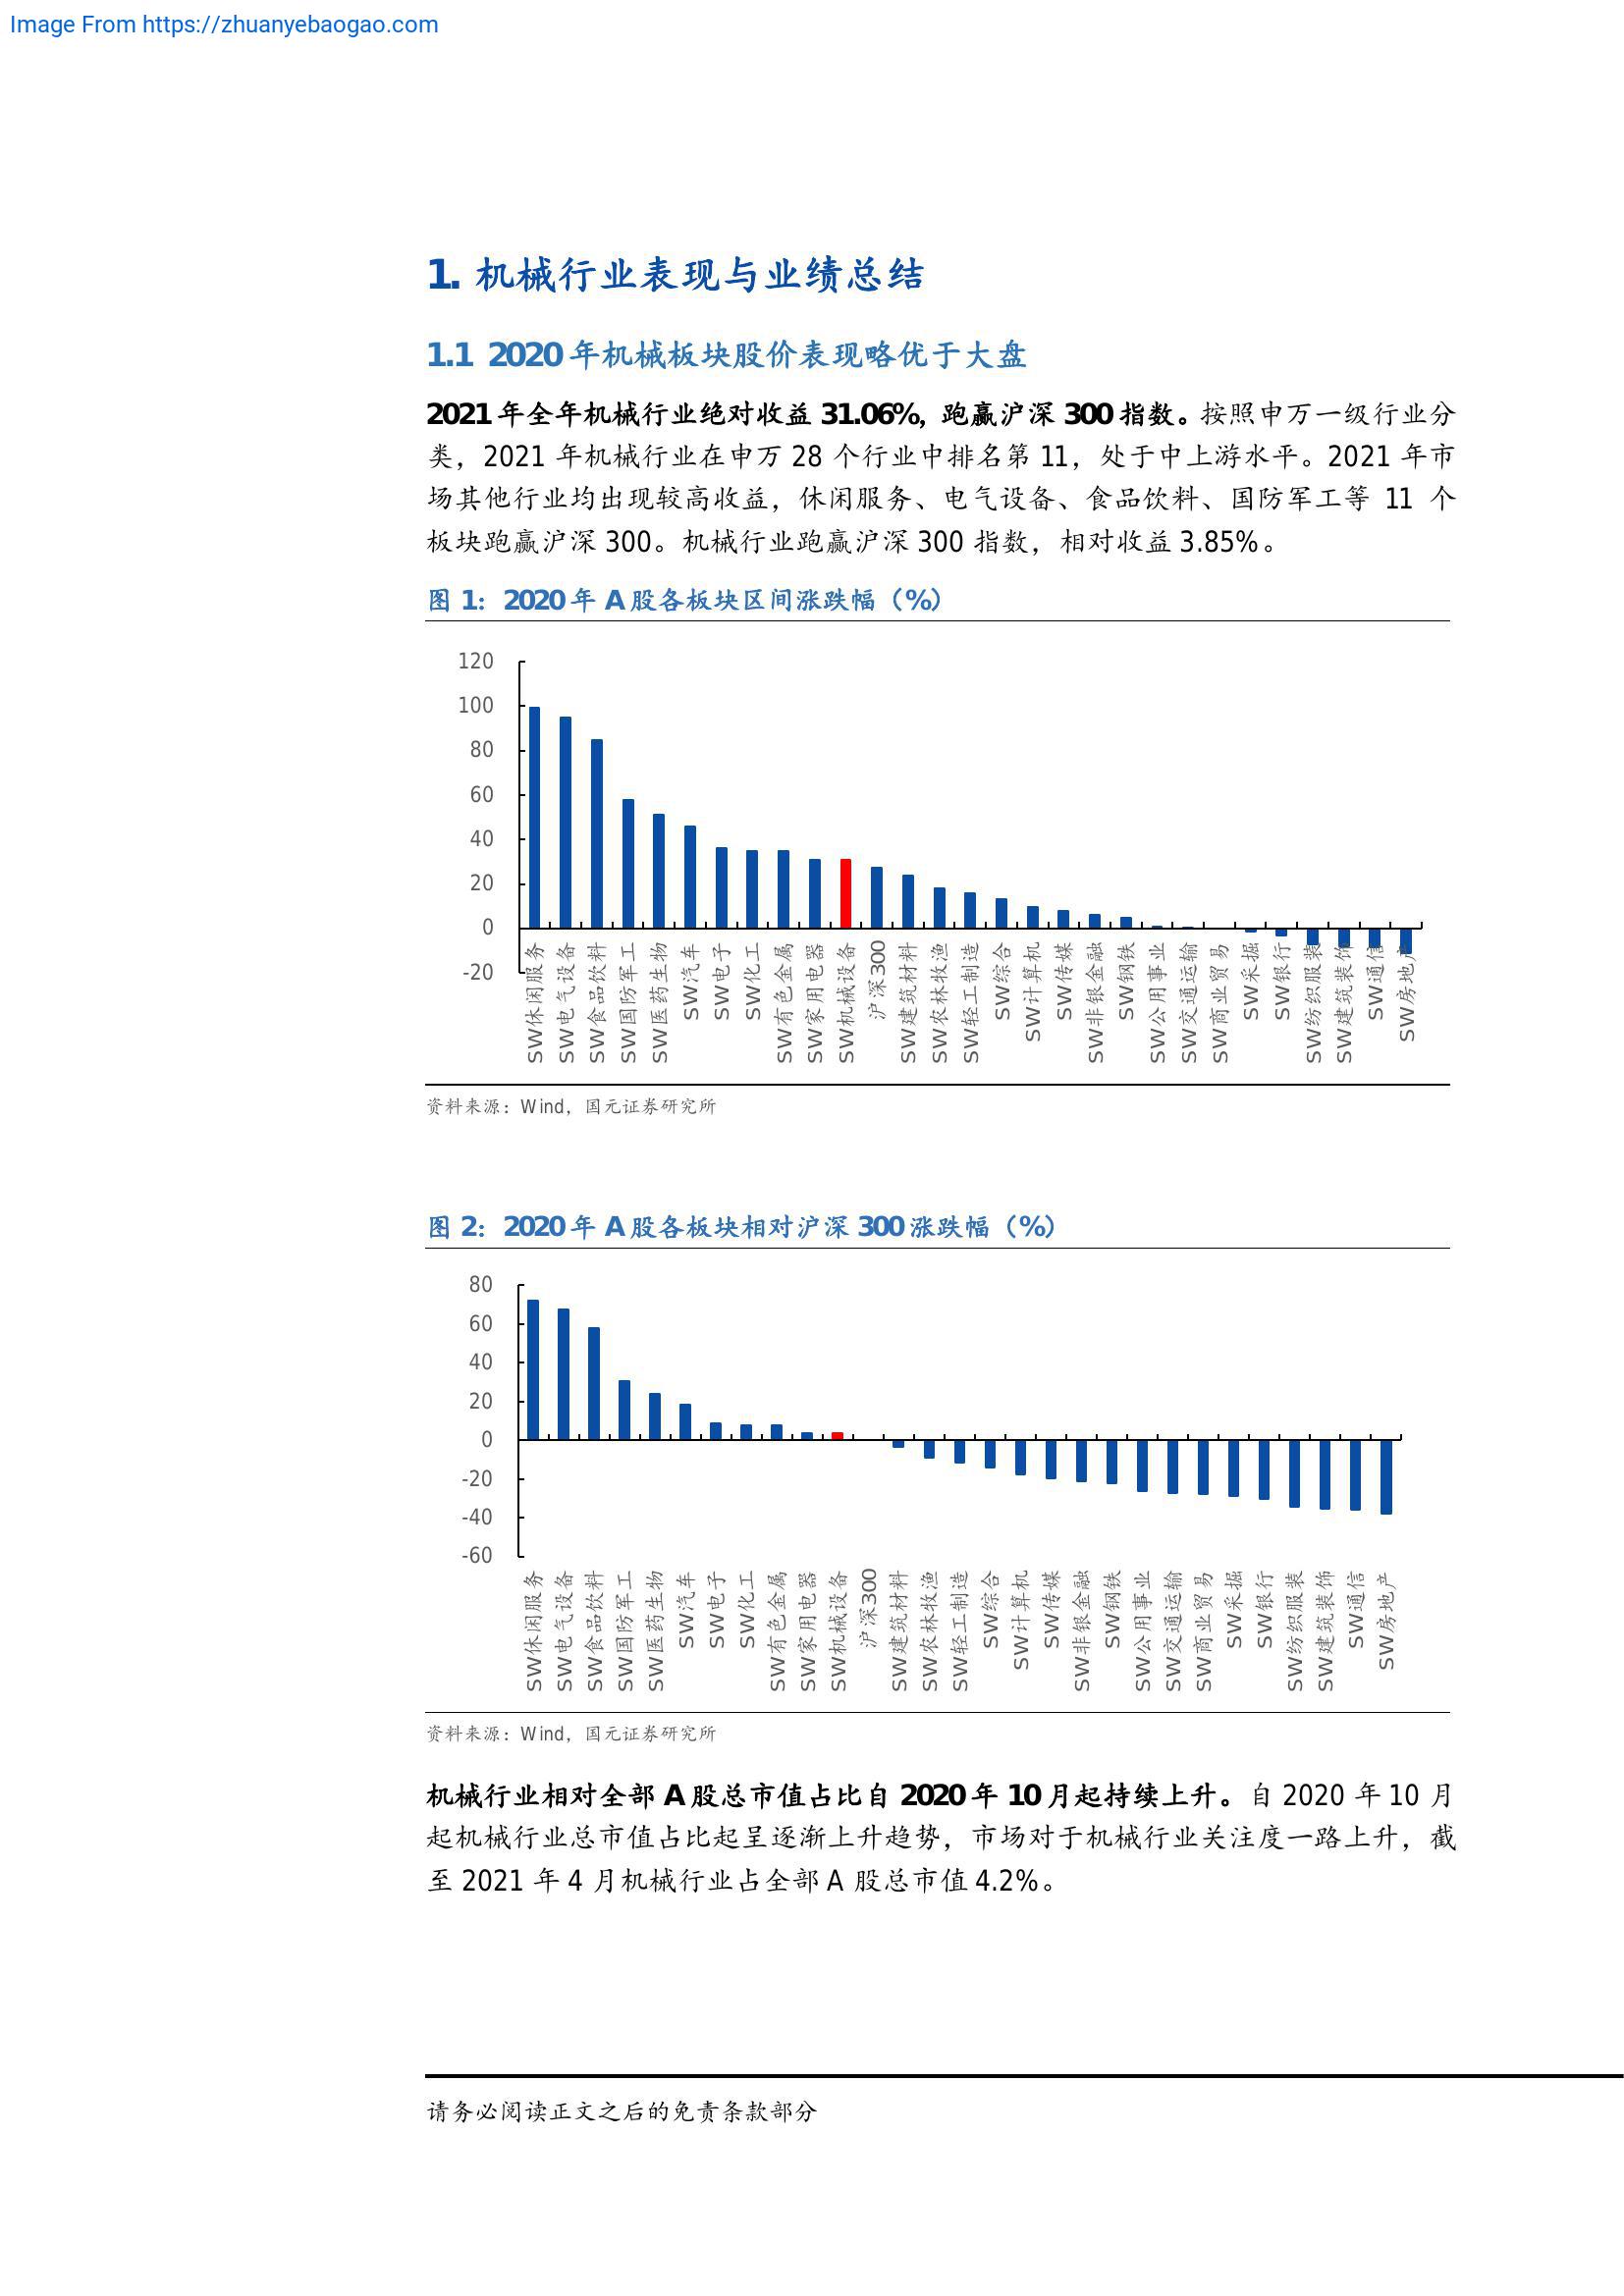 Image From https://zhuanyebaogao.com
1. 机械行业表现与业绩总结
1.1 2020 年机械板块股价表现略优于大盘
2021 年全年机械行业绝对收益 31.06%，跑赢沪深 300 指数。按照申万一级行业分
类，2021 年机械行业在申万 28 个行业中排名第 11，处于中上游水平。2021 年市
场其他行业均出现较高收益，休闲服务、电气设备、食品饮料、国防军工等 11 个
板块跑赢沪深 300。机械行业跑赢沪深 300 指数，相对收益 3.85%。
图 1：2020 年 A 股各板块区间涨跌幅（%）
120
100
80
60
40
20
0
-20
SW休闲服务
SW电气设备
SW食品饮料
SW国防军工
SW医药生物
SW汽车
SW电子
SW化工
SW有色金属
SW家用电器
SW机械设备
沪深300
SW建筑材料
SW农林牧渔
SW轻工制造
SW综合
SW计算机
SW传媒
SW非银金融
SW钢铁
SW公用事业
SW交通运输
SW商业贸易
SW采掘
SW银行
SW纺织服装
SW建筑装饰
SW通信
SW房地产
资料来源：Wind，国元证券研究所
图 2：2020 年 A 股各板块相对沪深 300 涨跌幅（%）
80
60
40
20
0
-20
-40
-60
SW休闲服务
SW电气设备
SW食品饮料
SW国防军工
SW医药生物
SW汽车
SW电子
SW化工
SW有色金属
SW家用电器
SW机械设备
沪深300
SW建筑材料
SW农林牧渔
SW轻工制造
SW综合
SW计算机
SW传媒
SW非银金融
SW钢铁
SW公用事业
SW交通运输
SW商业贸易
SW采掘
SW银行
SW纺织服装
SW建筑装饰
SW通信
SW房地产
资料来源：Wind，国元证券研究所
机械行业相对全部 A 股总市值占比自 2020 年 10 月起持续上升。自 2020 年 10 月
起机械行业总市值占比起呈逐渐上升趋势，市场对于机械行业关注度一路上升，截
至 2021 年 4 月机械行业占全部 A 股总市值 4.2%。
请务必阅读正文之后的免责条款部分